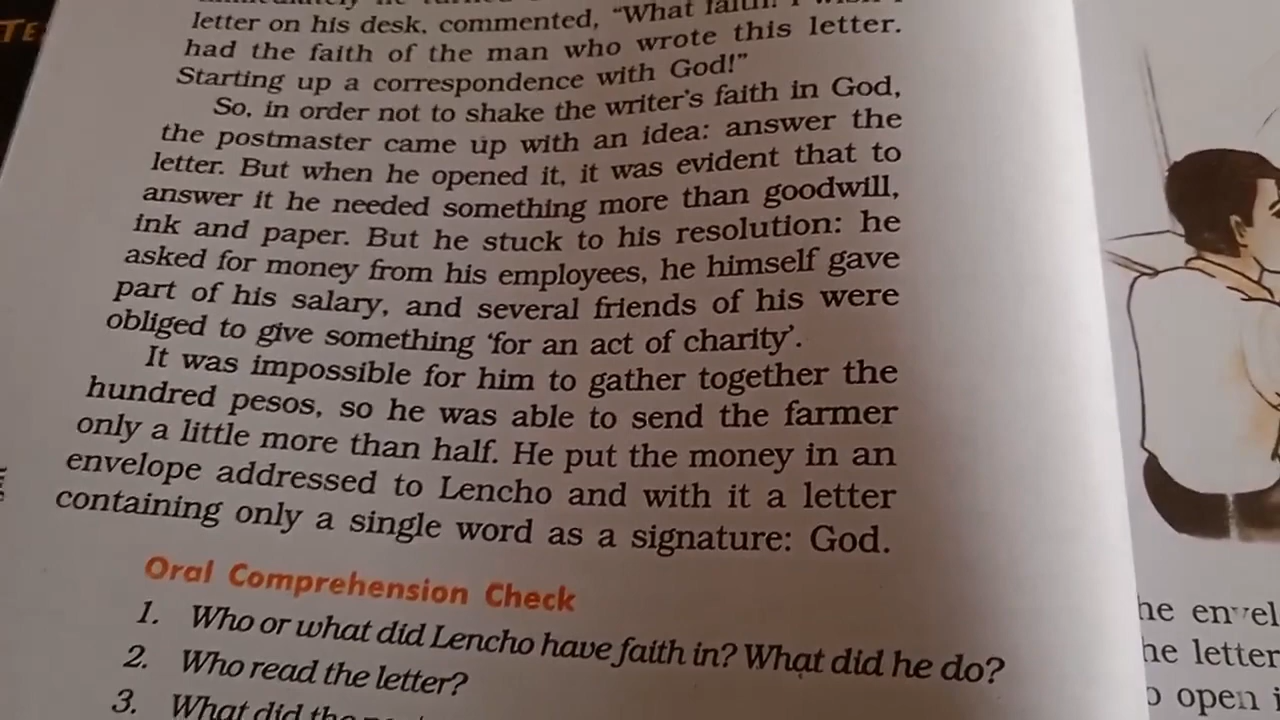 TE
letter on his desk, commented, “What faith! I wish I
had the faith of the man who wrote this letter.
Starting up a correspondence with God!”
So, in order not to shake the writer’s faith in God,
the postmaster came up with an idea: answer the
letter. But when he opened it, it was evident that to
answer it he needed something more than goodwill,
ink and paper. But he stuck to his resolution: he
asked for money from his employees, he himself gave
part of his salary, and several friends of his were
obliged to give something ‘for an act of charity’.
It was impossible for him to gather together the
hundred pesos, so he was able to send the farmer
only a little more than half. He put the money in an
envelope addressed to Lencho and with it a letter
containing only a single word as a signature: God.
Oral Comprehension Check
1. Who or what did Lencho have faith in? What did he do?
2. Who read the letter?
3. What did
he envel
he letter
o open